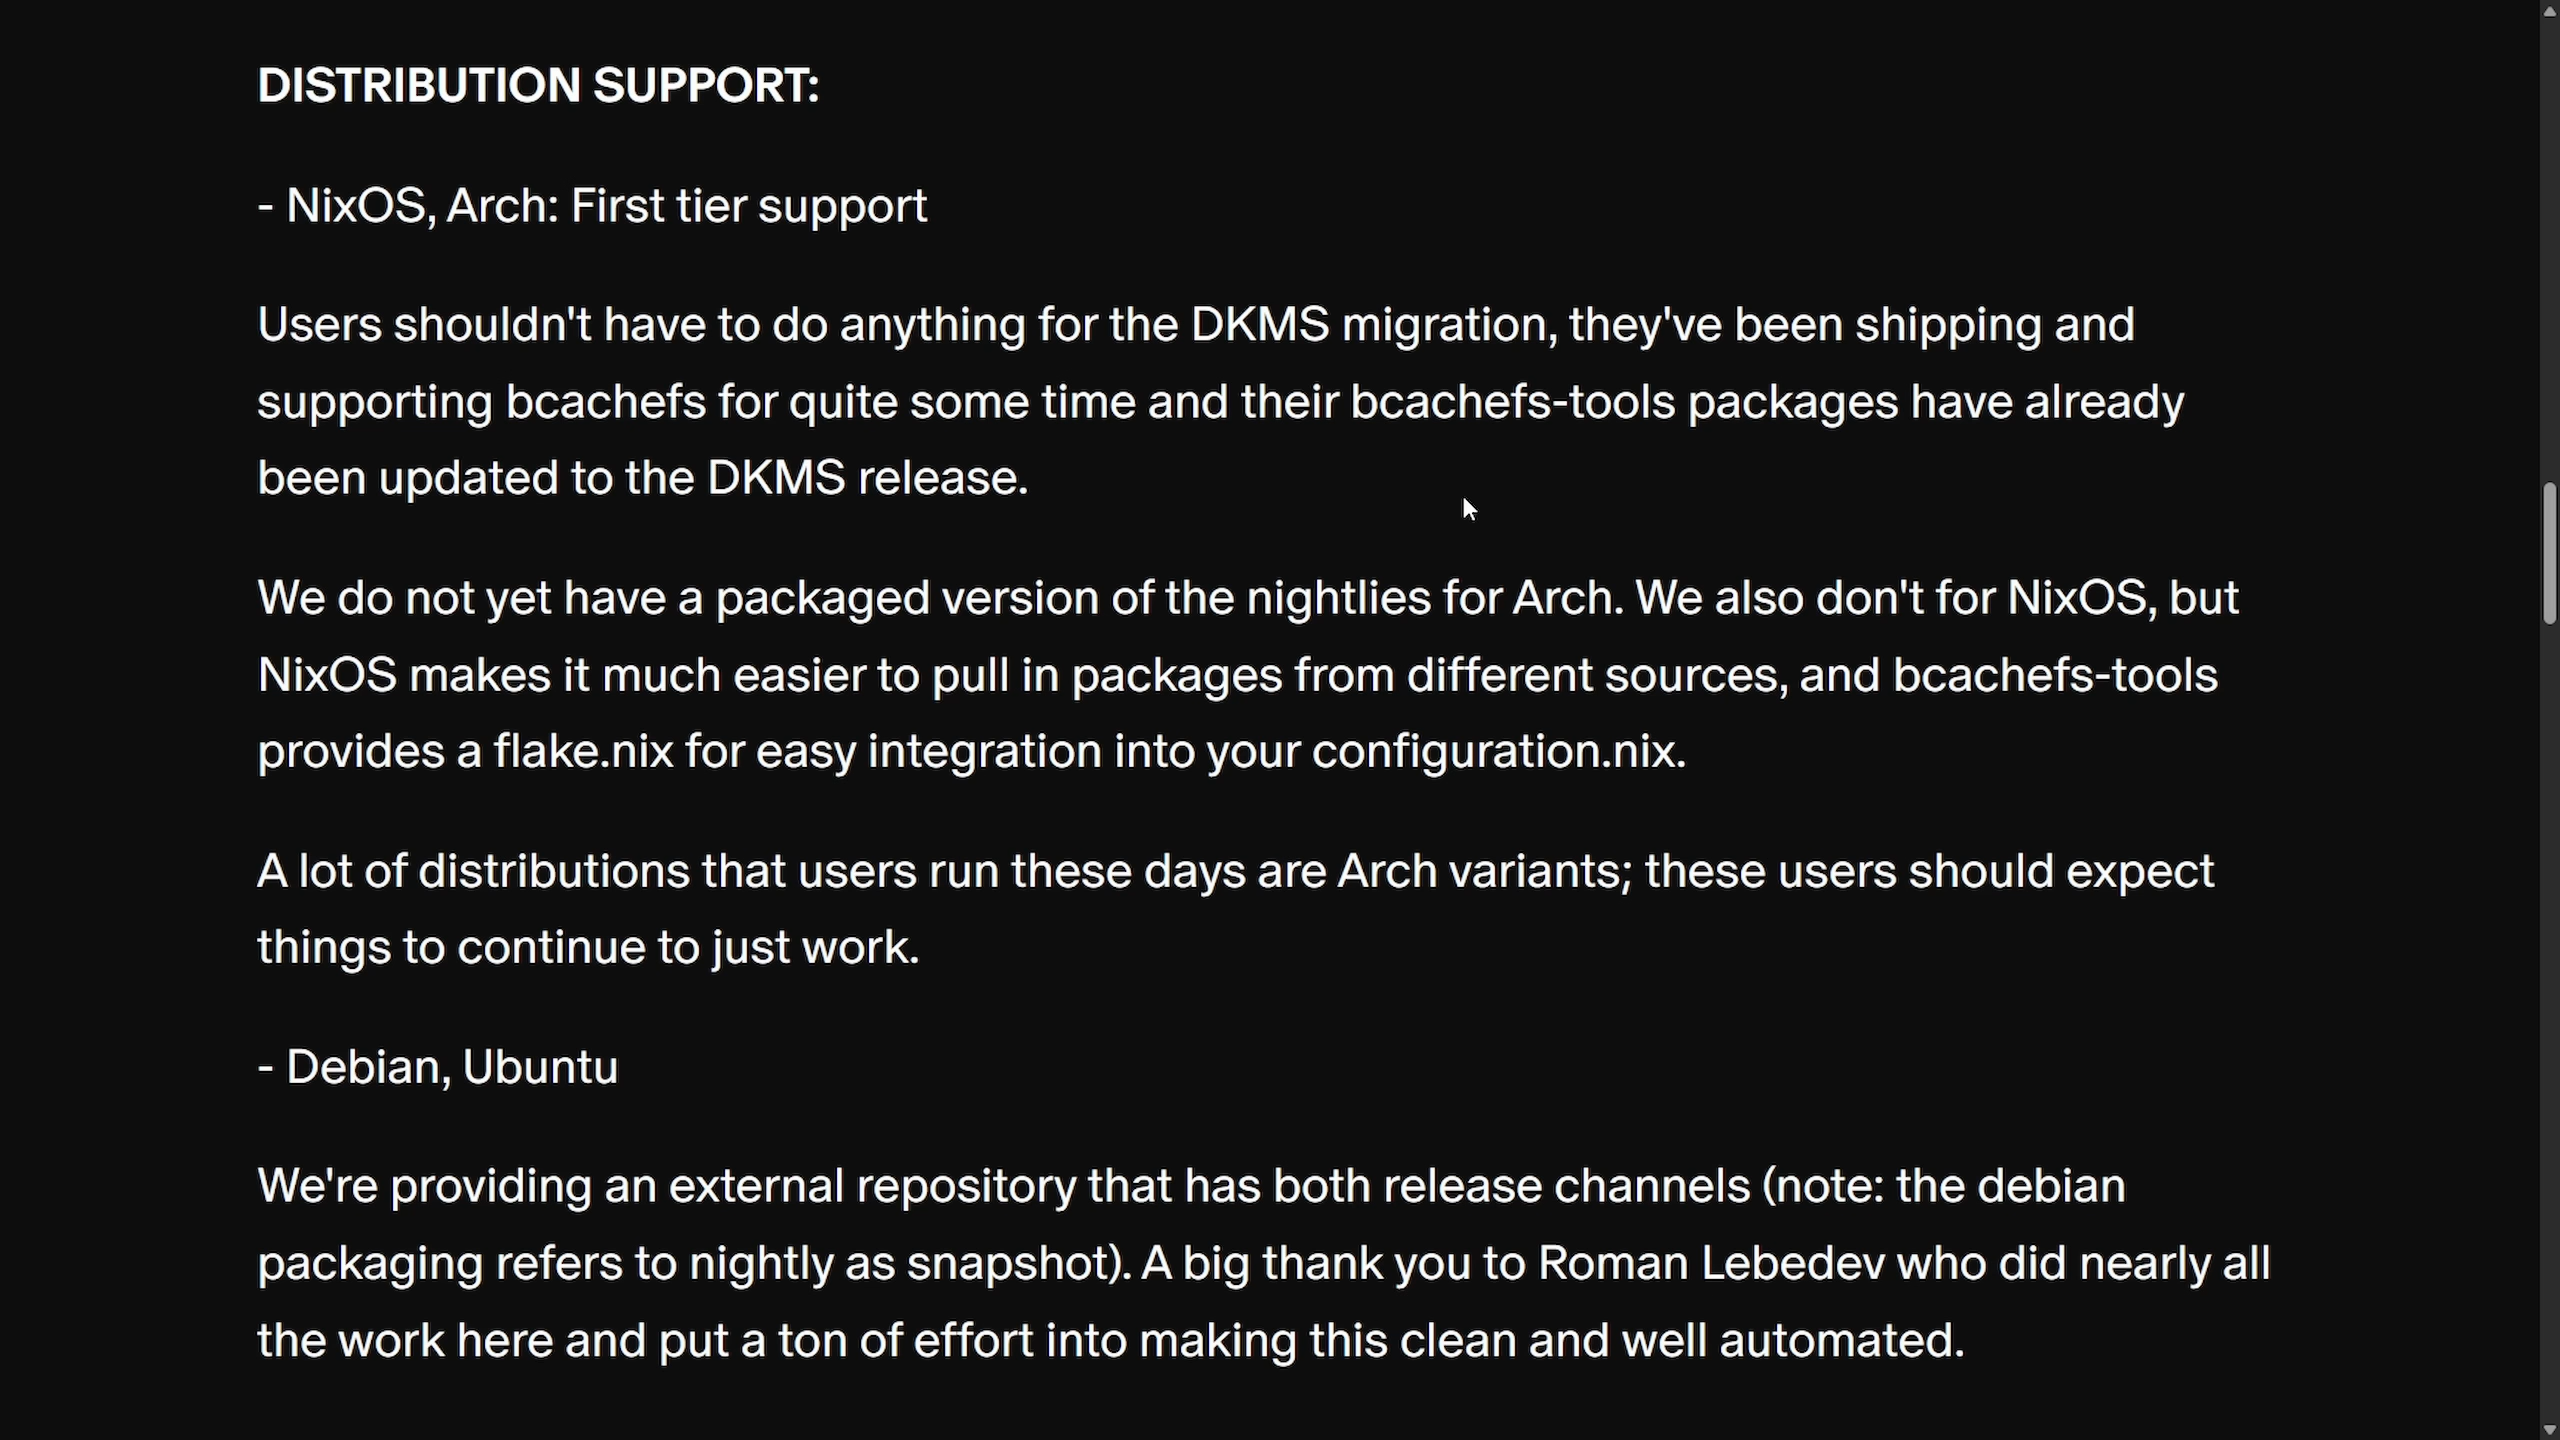 DISTRIBUTION SUPPORT:
- NixOS, Arch: First tier support
Users shouldn't have to do anything for the DKMS migration, they've been shipping and
supporting bcachefs for quite some time and their bcachefs-tools packages have already
been updated to the DKMS release.
We do not yet have a packaged version of the nightlies for Arch. We also don't for NixOS, but
NixOS makes it much easier to pull in packages from different sources, and bcachefs-tools
provides a flake.nix for easy integration into your configuration.nix.
A lot of distributions that users run these days are Arch variants; these users should expect
things to continue to just work.
- Debian, Ubuntu
We're providing an external repository that has both release channels (note: the debian
packaging refers to nightly as snapshot). A big thank you to Roman Lebedev who did nearly all
the work here and put a ton of effort into making this clean and well automated.